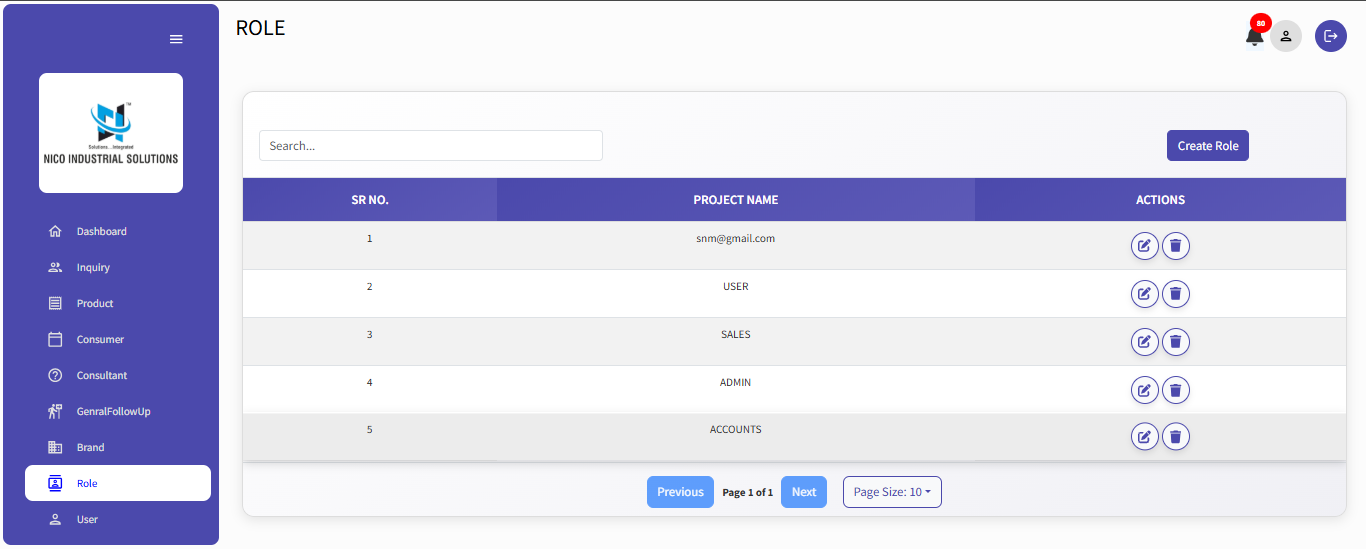 ROLE
80
TM
Solutions... Integrated
NICO INDUSTRIAL SOLUTIONS
Dashboard
Inquiry
Product
Consumer
Consultant
GenralFollowUp
Brand
Role
User
Search...
Create Role
SR NO. PROJECT NAME ACTIONS
1 snm@gmail.com
2 USER
3 SALES
4 ADMIN
5 ACCOUNTS
Previous Page 1 of 1 Next Page Size: 10